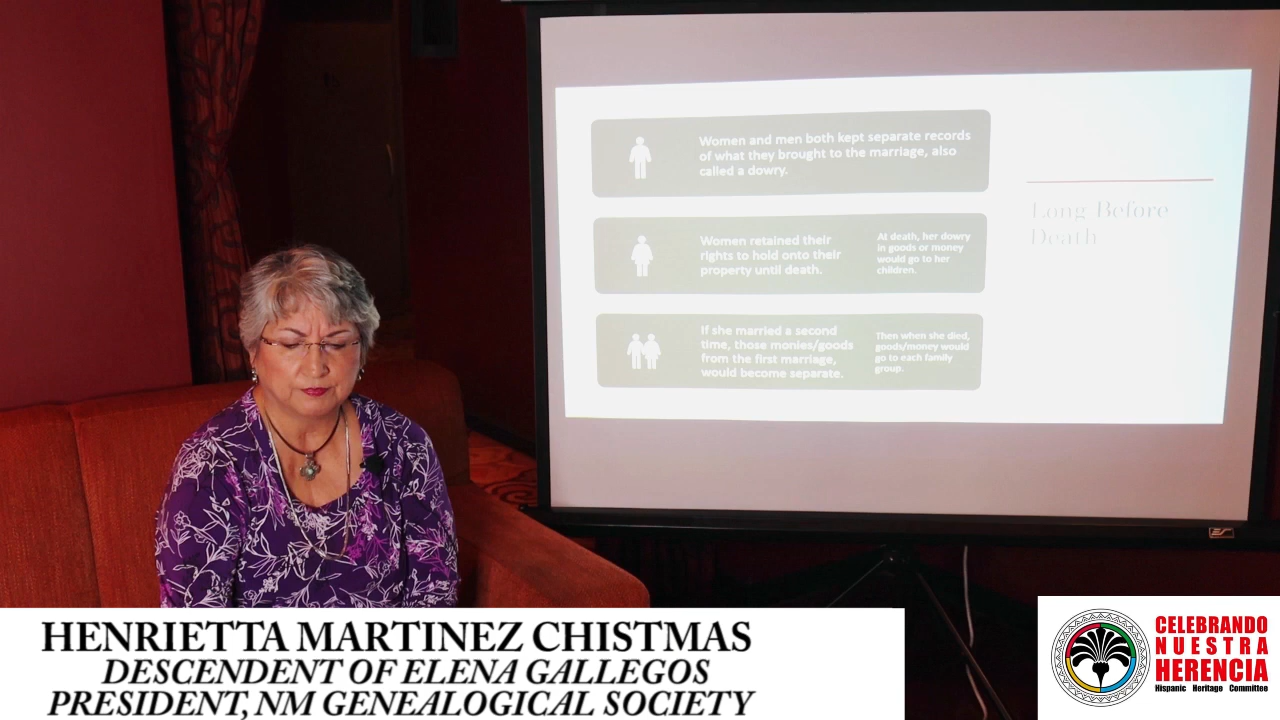 Women and men both kept separate records
of what they brought to the marriage, also
called a dowry.
Women retained their
rights to hold onto their
property until death.
At death, her dowry
in goods or money
would go to her
children.
If she married a second
time, those monies/goods
from the first marriage,
would become separate.
Then when she died,
goods/money would
go to each family
group.
Long Before
Death
HENRIETTA MARTINEZ CHISTMAS
DESCENDENT OF ELENA GALLEGOS
PRESIDENT, NM GENEALOGICAL SOCIETY
CELEBRANDO
NUESTRA
HERENCIA
Hispanic Heritage Committee